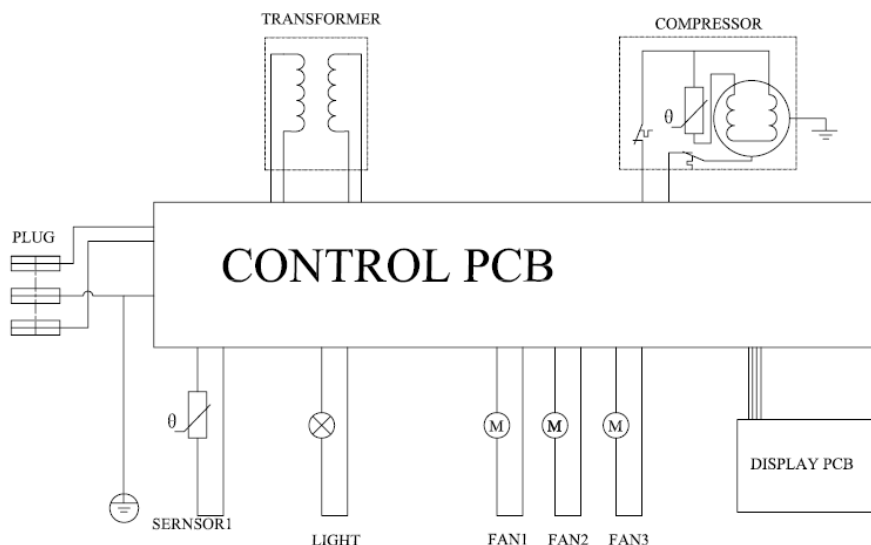 TRANSFORMER
COMPRESSOR
θ
PLUG
CONTROL PCB
θ
M
M
M
DISPLAY PCB
SERNSOR1
LIGHT
FAN1
FAN2
FAN3